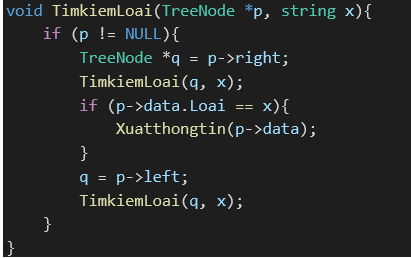 void TimkiemLoai(TreeNode *p, string x){
    if (p != NULL){
        TreeNode *q = p->right;
        TimkiemLoai(q, x);
        if (p->data.Loai == x){
            Xuatthongtin(p->data);
        }
        q = p->left;
        TimkiemLoai(q, x);
    }
}